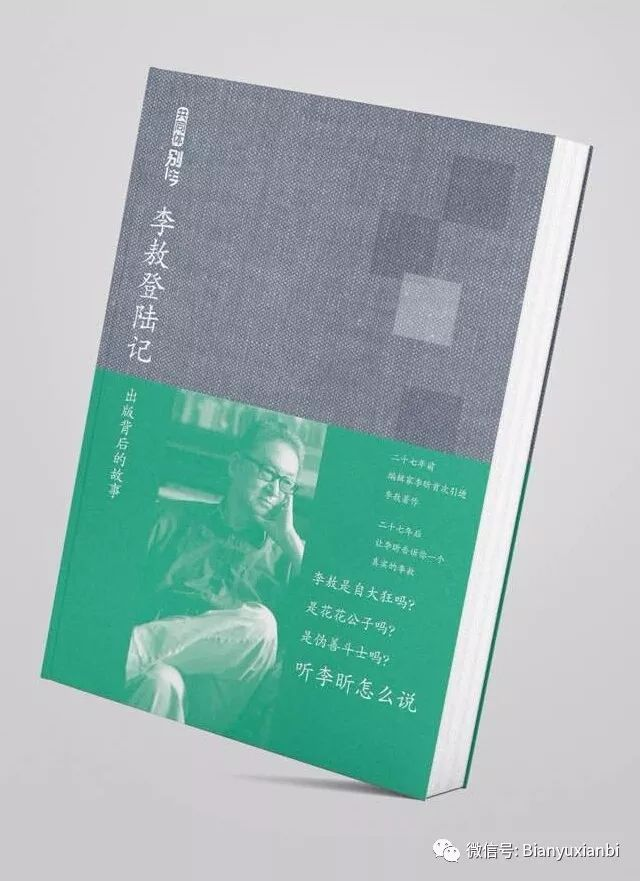 共同体
别传
李敖登陆记
出版背后的故事
二十七年前
编辑家李昕首次引进
李敖著作
二十七年后
让李昕告诉你一个
真实的李敖
李敖是自大狂吗?
是花花公子吗?
是伪善斗士吗?
听李昕怎么说
微信号: Bianyuxianbi